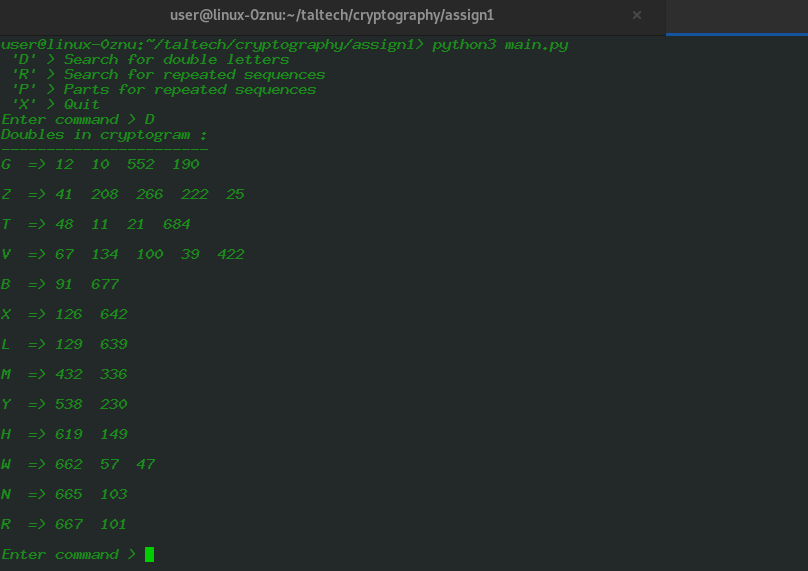 user@linux-0znu:~/taltech/cryptography/assign1 ×
user@linux-0znu:~/taltech/cryptography/assign1> python3 main.py
'D' > Search for double letters
'R' > Search for repeated sequences
'P' > Parts for repeated sequences
'X' > Quit
Enter command > D
Doubles in cryptogram :
-----------------------
G => 12 10 552 190
Z => 41 208 266 222 25
T => 48 11 21 684
V => 67 134 100 39 422
B => 91 677
X => 126 642
L => 129 639
M => 432 336
Y => 538 230
H => 619 149
W => 662 57 47
N => 665 103
R => 667 101
Enter command >